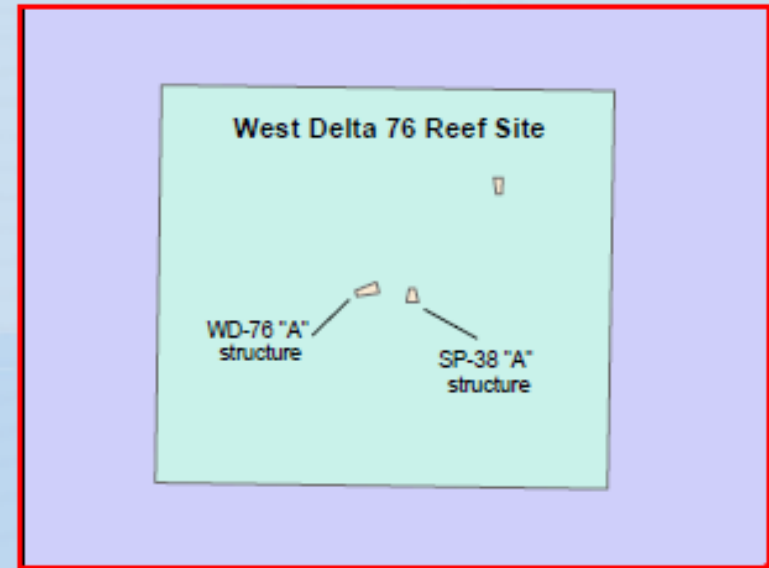 West Delta 76 Reef Site
WD-76 "A"
structure
SP-38 "A"
structure